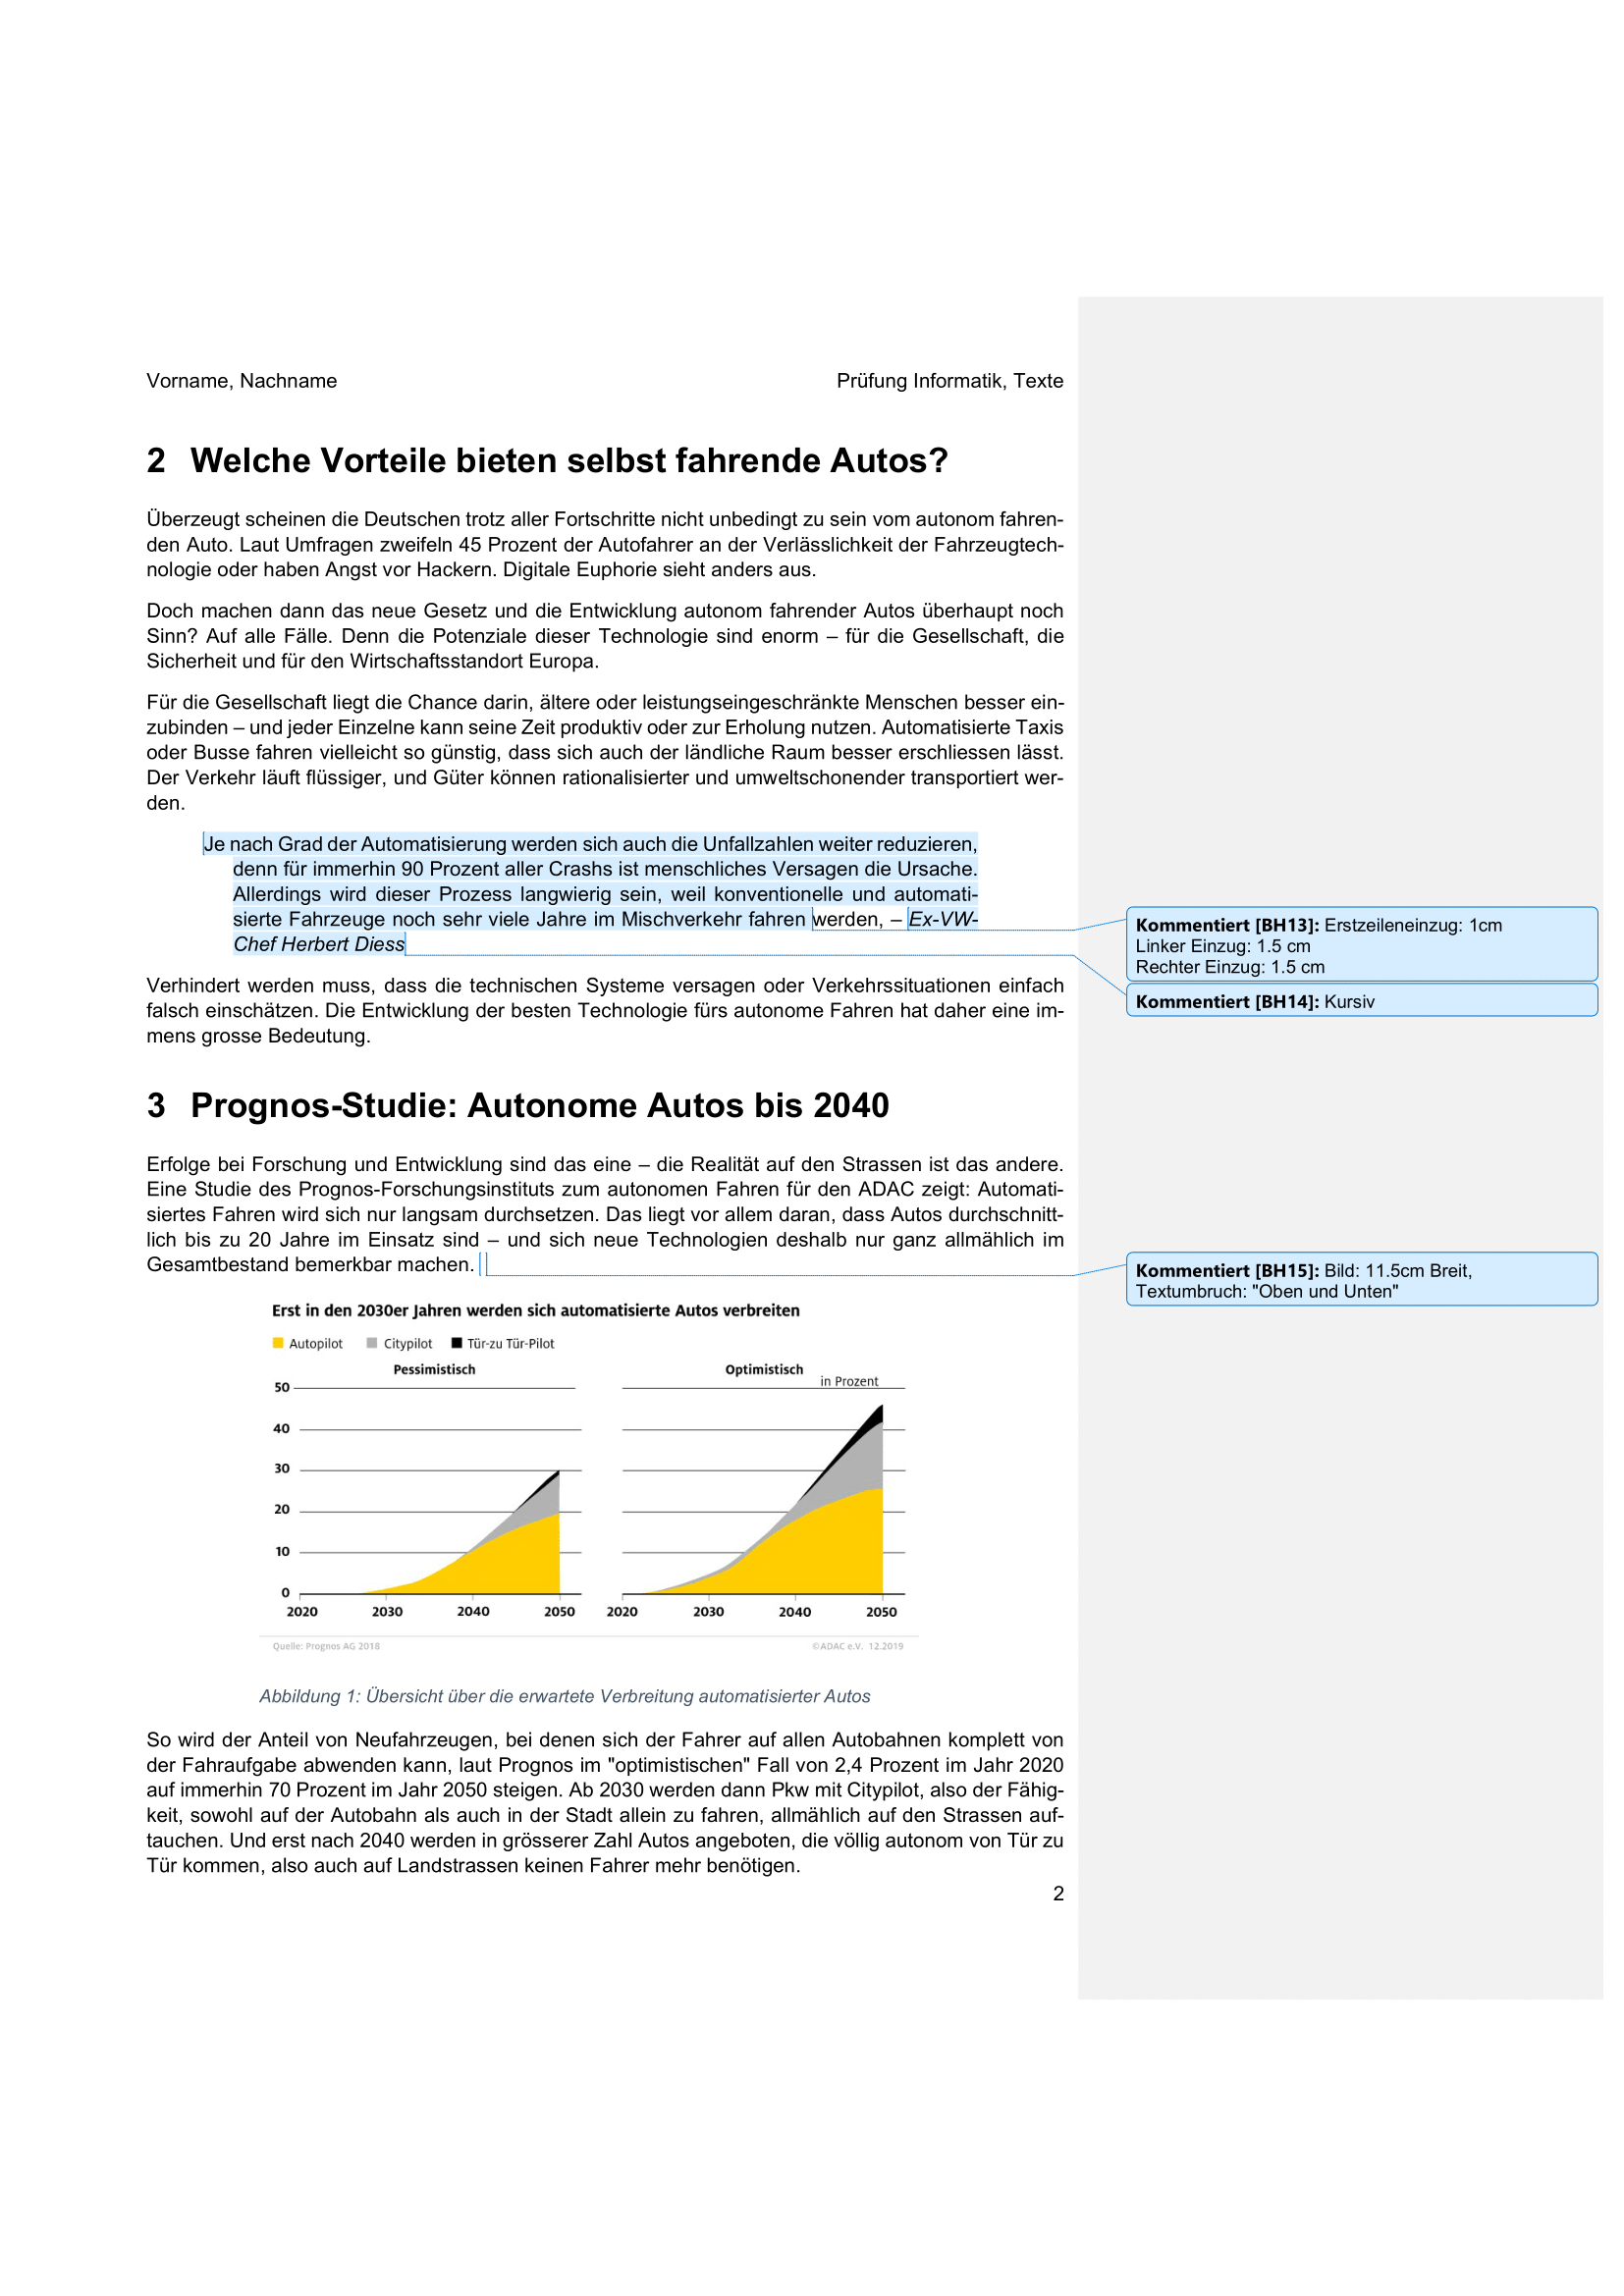 Vorname, Nachname Prüfung Informatik, Texte
2 Welche Vorteile bieten selbst fahrende Autos?
Überzeugt scheinen die Deutschen trotz aller Fortschritte nicht unbedingt zu sein vom autonom fahren-
den Auto. Laut Umfragen zweifeln 45 Prozent der Autofahrer an der Verlässlichkeit der Fahrzeugtech-
nologie oder haben Angst vor Hackern. Digitale Euphorie sieht anders aus.
Doch machen dann das neue Gesetz und die Entwicklung autonom fahrender Autos überhaupt noch
Sinn? Auf alle Fälle. Denn die Potenziale dieser Technologie sind enorm – für die Gesellschaft, die
Sicherheit und für den Wirtschaftsstandort Europa.
Für die Gesellschaft liegt die Chance darin, ältere oder leistungseingeschränkte Menschen besser ein-
zubinden – und jeder Einzelne kann seine Zeit produktiv oder zur Erholung nutzen. Automatisierte Taxis
oder Busse fahren vielleicht so günstig, dass sich auch der ländliche Raum besser erschliessen lässt.
Der Verkehr läuft flüssiger, und Güter können rationalisierter und umweltschonender transportiert wer-
den.
Je nach Grad der Automatisierung werden sich auch die Unfallzahlen weiter reduzieren,
denn für immerhin 90 Prozent aller Crashs ist menschliches Versagen die Ursache.
Allerdings wird dieser Prozess langwierig sein, weil konventionelle und automati-
sierte Fahrzeuge noch sehr viele Jahre im Mischverkehr fahren werden, – Ex-VW-
Chef Herbert Diess
Kommentiert [BH13]: Erstzeileneinzug: 1cm
Linker Einzug: 1.5 cm
Rechter Einzug: 1.5 cm
Kommentiert [BH14]: Kursiv
Verhindert werden muss, dass die technischen Systeme versagen oder Verkehrssituationen einfach
falsch einschätzen. Die Entwicklung der besten Technologie fürs autonome Fahren hat daher eine im-
mens grosse Bedeutung.
3 Prognos-Studie: Autonome Autos bis 2040
Erfolge bei Forschung und Entwicklung sind das eine – die Realität auf den Strassen ist das andere.
Eine Studie des Prognos-Forschungsinstituts zum autonomen Fahren für den ADAC zeigt: Automati-
siertes Fahren wird sich nur langsam durchsetzen. Das liegt vor allem daran, dass Autos durchschnitt-
lich bis zu 20 Jahre im Einsatz sind – und sich neue Technologien deshalb nur ganz allmählich im
Gesamtbestand bemerkbar machen.
Kommentiert [BH15]: Bild: 11.5cm Breit,
Textumbruch: "Oben und Unten"
Erst in den 2030er Jahren werden sich automatisierte Autos verbreiten
Autopilot Citypilot Tür-zu Tür-Pilot
Pessimistisch Optimistisch
in Prozent
50
40
30
20
10
0
2020 2030 2040 2050 2020 2030 2040 2050
Quelle: Prognos AG 2018 ©ADAC e.V. 12.2019
Abbildung 1: Übersicht über die erwartete Verbreitung automatisierter Autos
So wird der Anteil von Neufahrzeugen, bei denen sich der Fahrer auf allen Autobahnen komplett von
der Fahraufgabe abwenden kann, laut Prognos im "optimistischen" Fall von 2,4 Prozent im Jahr 2020
auf immerhin 70 Prozent im Jahr 2050 steigen. Ab 2030 werden dann Pkw mit Citypilot, also der Fähig-
keit, sowohl auf der Autobahn als auch in der Stadt allein zu fahren, allmählich auf den Strassen auf-
tauchen. Und erst nach 2040 werden in grösserer Zahl Autos angeboten, die völlig autonom von Tür zu
Tür kommen, also auch auf Landstrassen keinen Fahrer mehr benötigen.
2